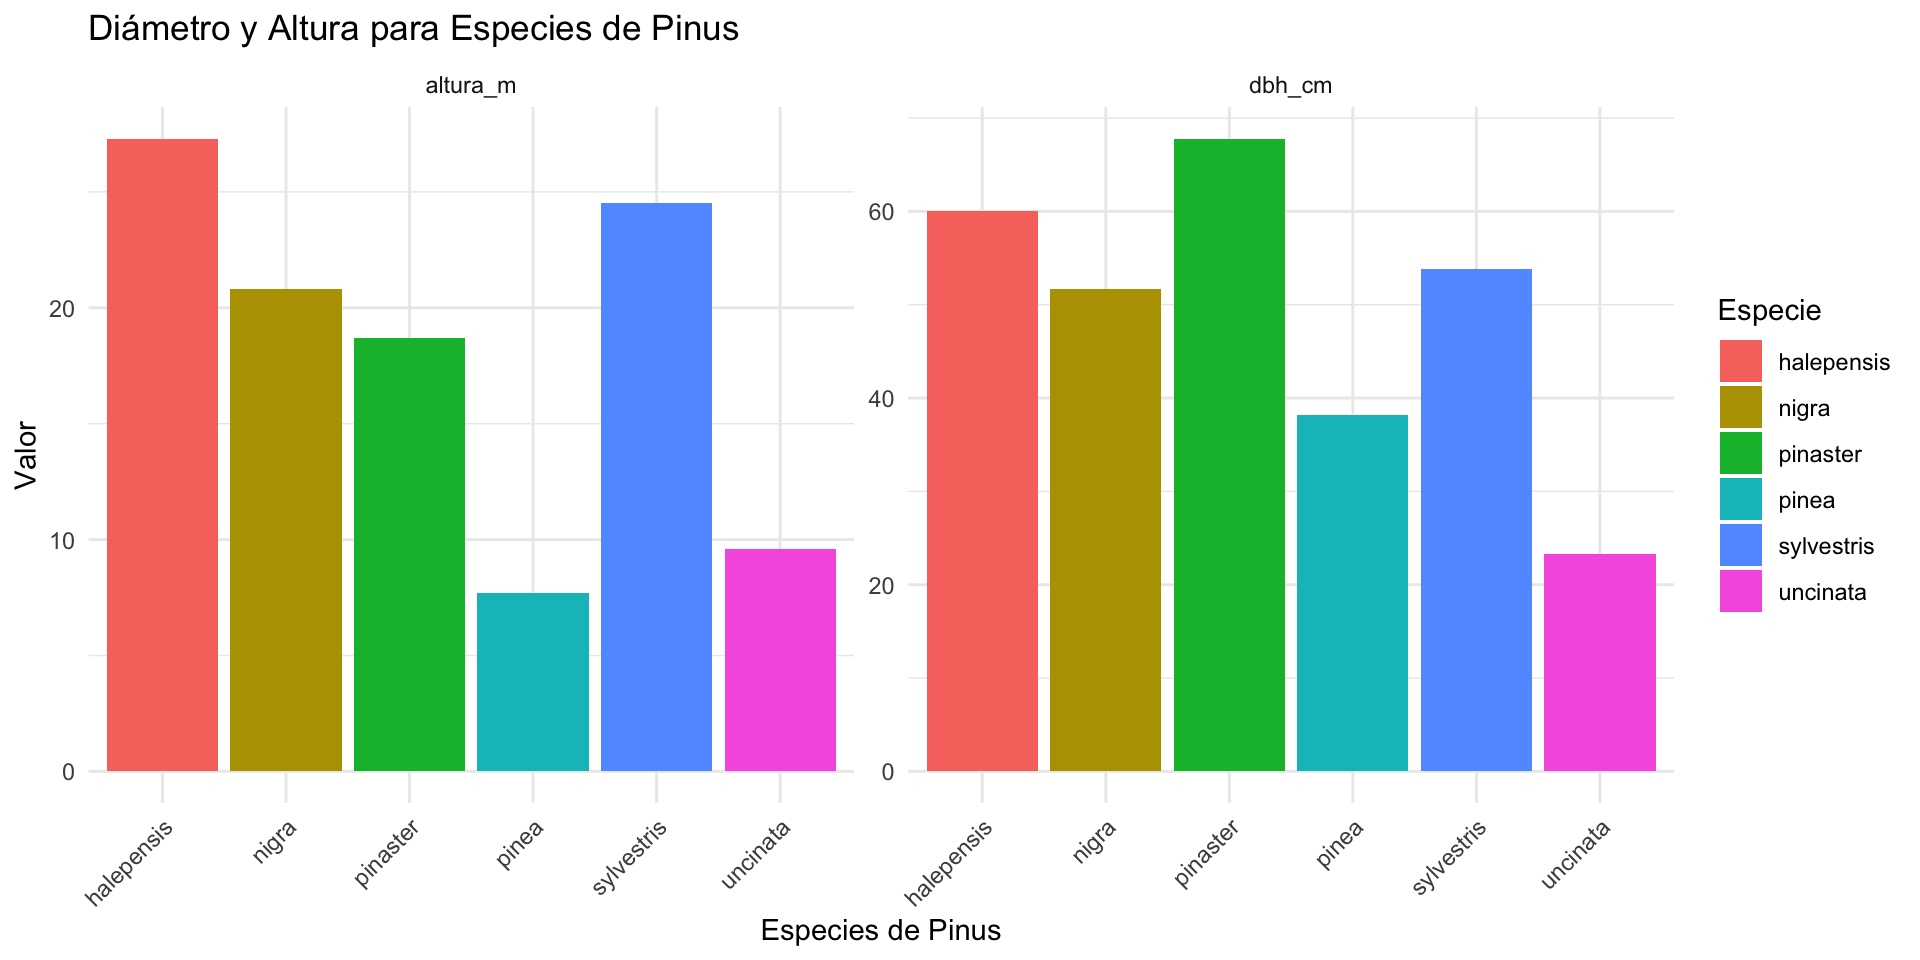 Diámetro y Altura para Especies de Pinus
altura_m
dbh_cm
Valor
20
10
0
60
40
20
0
halepensis
nigra
pinaster
pinea
sylvestris
uncinata
halepensis
nigra
pinaster
pinea
sylvestris
uncinata
Especies de Pinus
Especie
halepensis
nigra
pinaster
pinea
sylvestris
uncinata